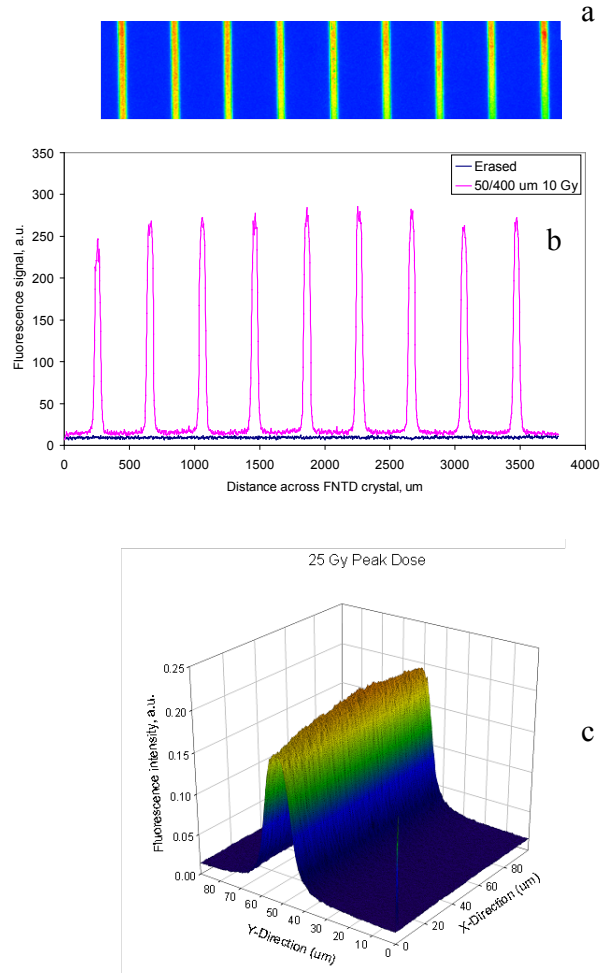 a
350
300
250
200
150
100
50
0
Fluorescence signal, a.u.
Erased
50/400 um 10 Gy
b
0 500 1000 1500 2000 2500 3000 3500 4000
Distance across FNTD crystal, um
25 Gy Peak Dose
0.25
0.20
0.15
0.10
0.05
0.00
Fluorescence intensity, a.u.
c
80 70 60 50 40 30 20 10 0
Y-Direction (um)
0 20 40 60 80
X-Direction (um)